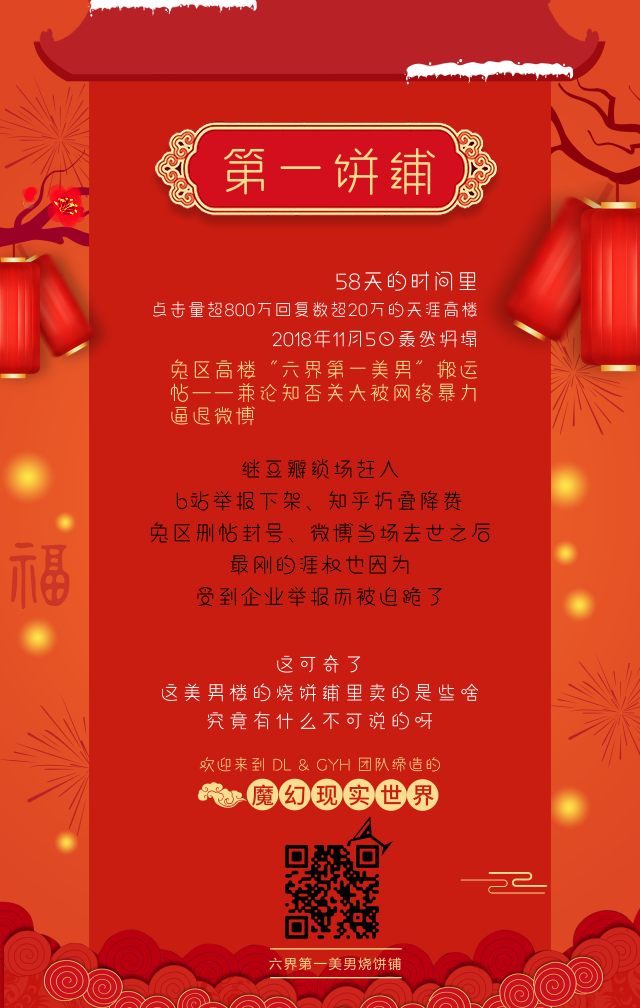 第一饼铺
58天的时间里
点击量超800万回复数超20万的天涯高楼
2018年11月5日轰然坍塌
兔区高楼“六界第一美男”搬运
帖——兼论知否关大被网络暴力
逼退微博
继豆瓣锁场赶人
b站举报下架、知乎折叠降赞
兔区删帖封号、微博当场去世之后
最刚的涯叔也因为
受到企业举报而被迫跪了
这可奇了
这美男楼的烧饼铺里卖的是些啥
究竟有什么不可说的呀
欢迎来到 DL & GYH 团队缔造的
魔幻现实世界
福
六界第一美男烧饼铺